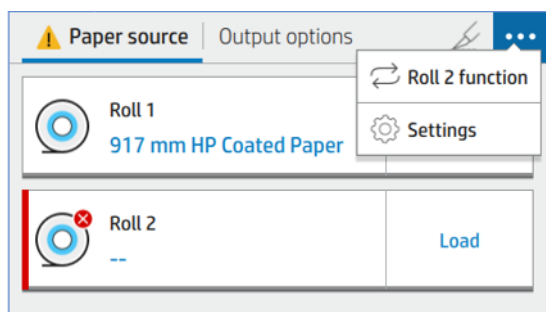 Paper source
Output options
Roll 2 function
Settings
Roll 1
917 mm HP Coated Paper
Roll 2
--
Load